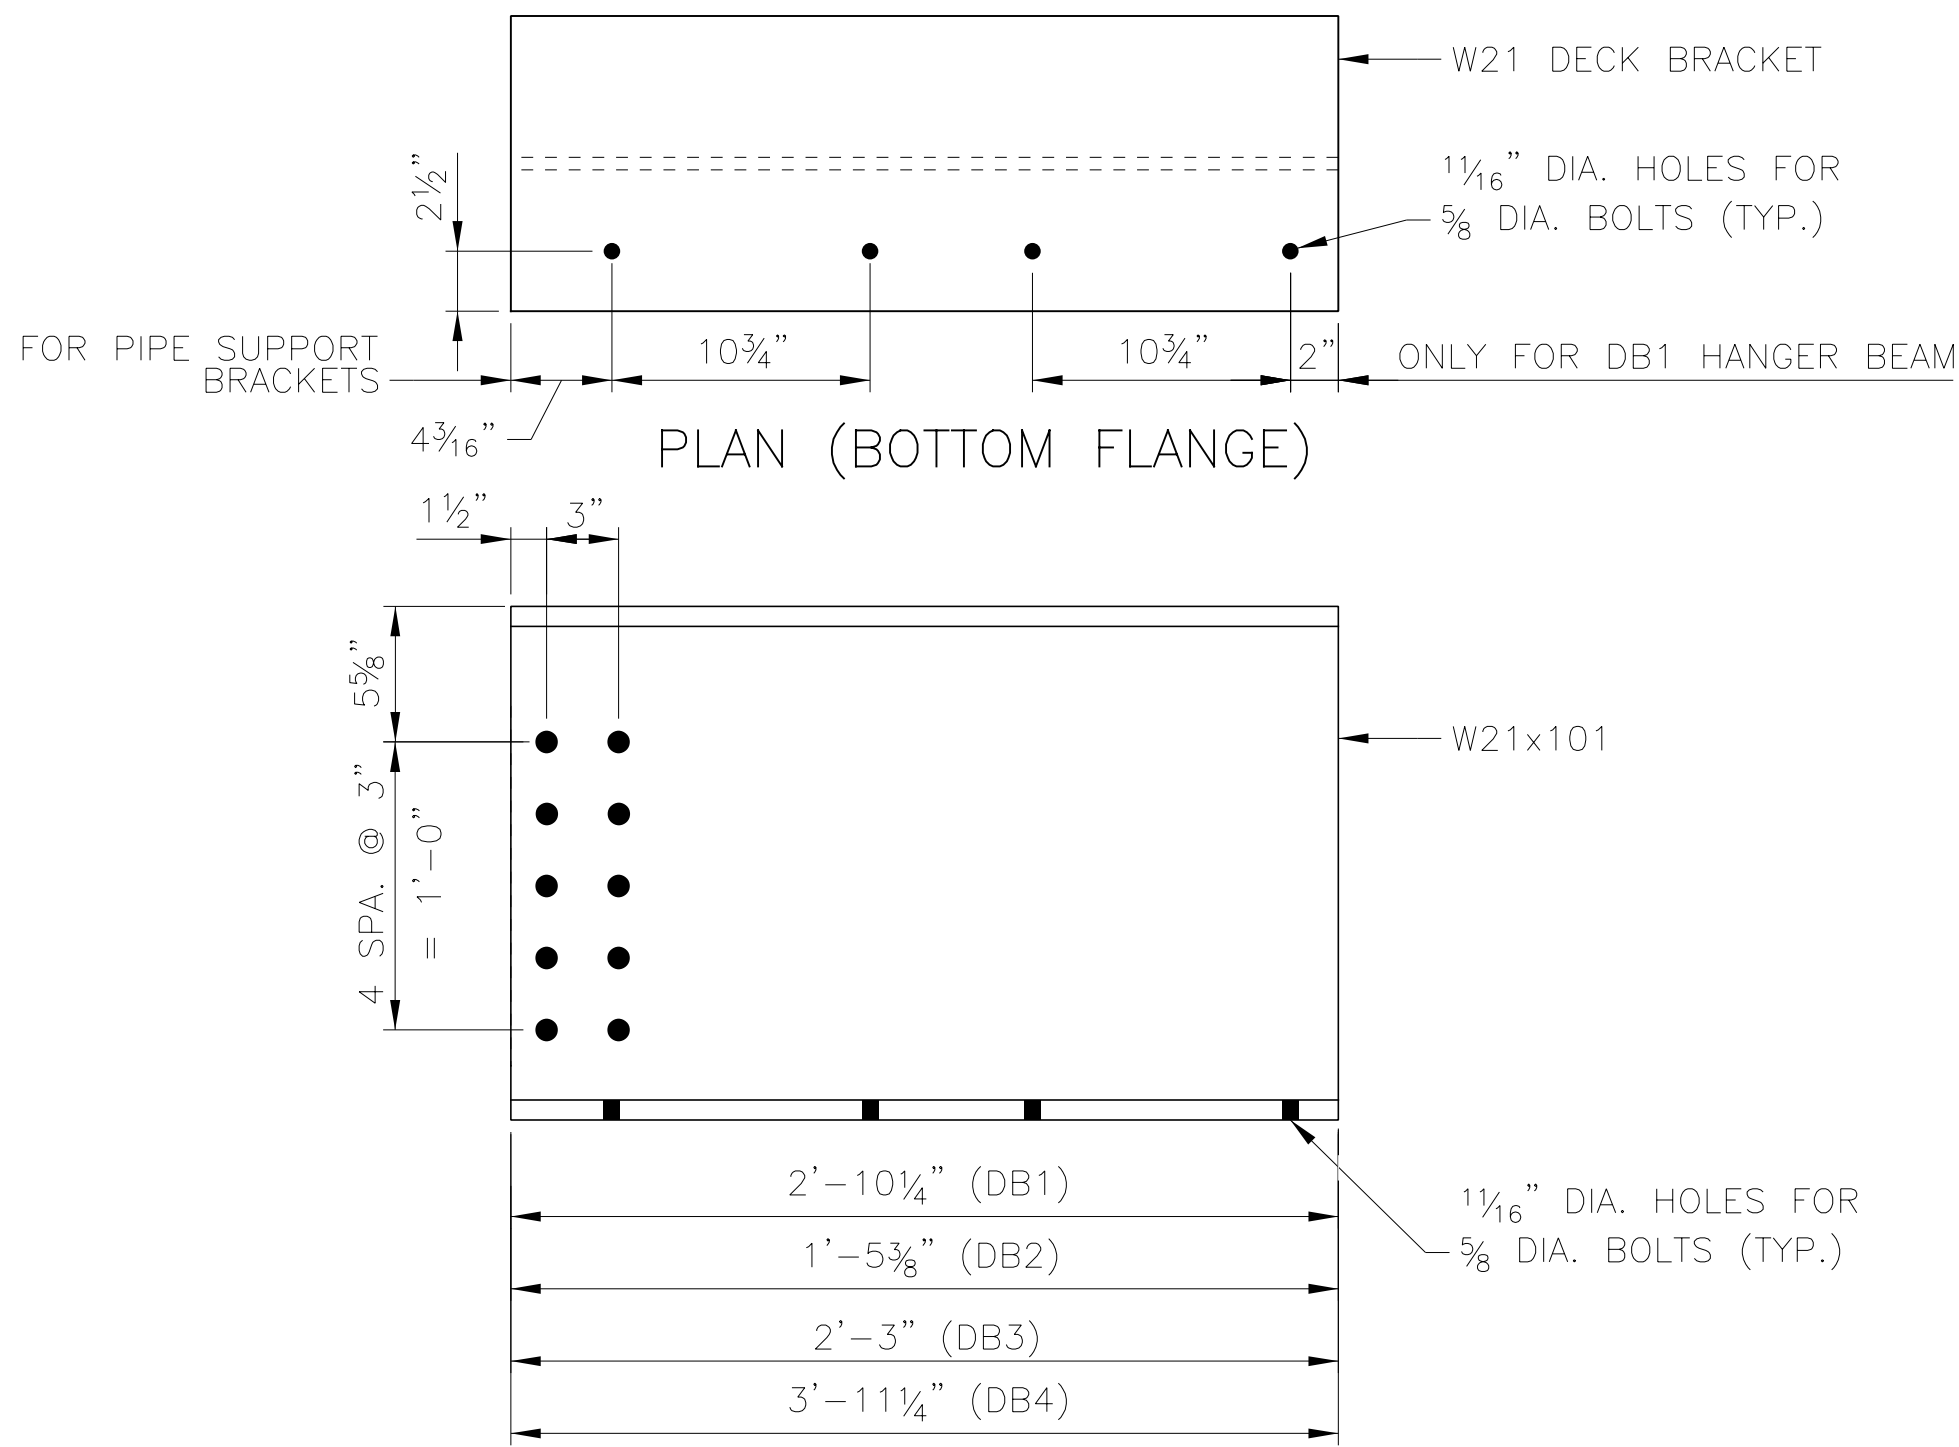 W21 DECK BRACKET
2½”
11⁄16” DIA. HOLES FOR
⅝ DIA. BOLTS (TYP.)
FOR PIPE SUPPORT
BRACKETS
10¾”
10¾”
2”
ONLY FOR DB1 HANGER BEAM
4 3⁄16”
PLAN (BOTTOM FLANGE)
1½”
3”
5⅝”
W21x101
4 SPA. @ 3”
= 1’-0”
2’-10¼” (DB1)
11⁄16” DIA. HOLES FOR
⅝ DIA. BOLTS (TYP.)
1’-5⅜” (DB2)
2’-3” (DB3)
3’-11¼” (DB4)